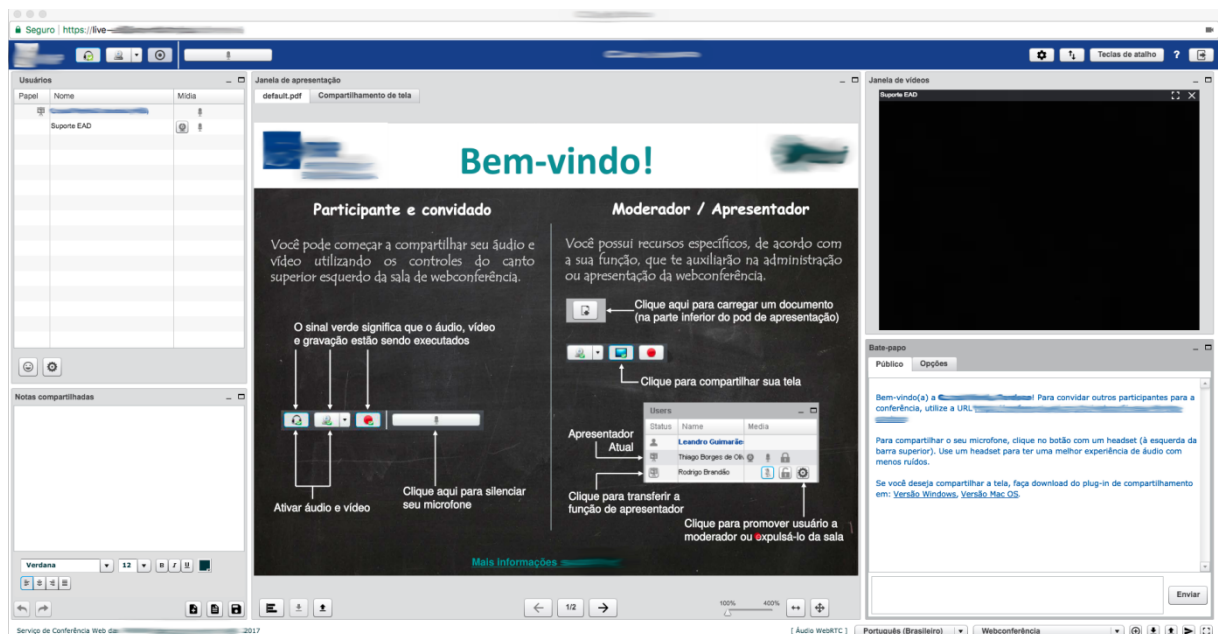 Seguro | https://live-
Teclas de atalho
?
Usuários
Papel Nome Mídia
Suporte EAD
Notas compartilhadas
Verdana 12 B I U
Janela de apresentação
default.pdf Compartilhamento de tela
Bem-vindo!
Participante e convidado
Você pode começar a compartilhar seu áudio e
vídeo utilizando os controles do canto
superior esquerdo da sala de webconferência.
O sinal verde significa que o áudio, vídeo
e gravação estão sendo executados
Ativar áudio e vídeo
Clique aqui para silenciar
seu microfone
Moderador / Apresentador
Você possui recursos específicos, de acordo com
a sua função, que te auxiliarão na administração
ou apresentação da webconferência.
Clique aqui para carregar um documento
(na parte inferior do pod de apresentação)
Clique para compartilhar sua tela
Users
Status Name Media
Leandro Guimarãe
Thiago Borges de Oli
Rodrigo Brandão
Apresentador
Atual
Clique para transferir a
função de apresentador
Clique para promover usuário a
moderador ou expulsá-lo da sala
Mais informações
1/2
100% 400%
Janela de vídeos
Suporte EAD
Bate-papo
Público Opções
Bem-vindo(a) a ! Para convidar outros participantes para a
conferência, utilize a URL
Para compartilhar o seu microfone, clique no botão com um headset (à esquerda da
barra superior). Use um headset para ter uma melhor experiência de áudio com
menos ruídos.
Se você deseja compartilhar a tela, faça download do plug-in de compartilhamento
em: Versão Windows, Versão Mac OS.
Enviar
Serviço de Conferência Web da 2017
[ Áudio WebRTC ] Português (Brasileiro) Webconferência